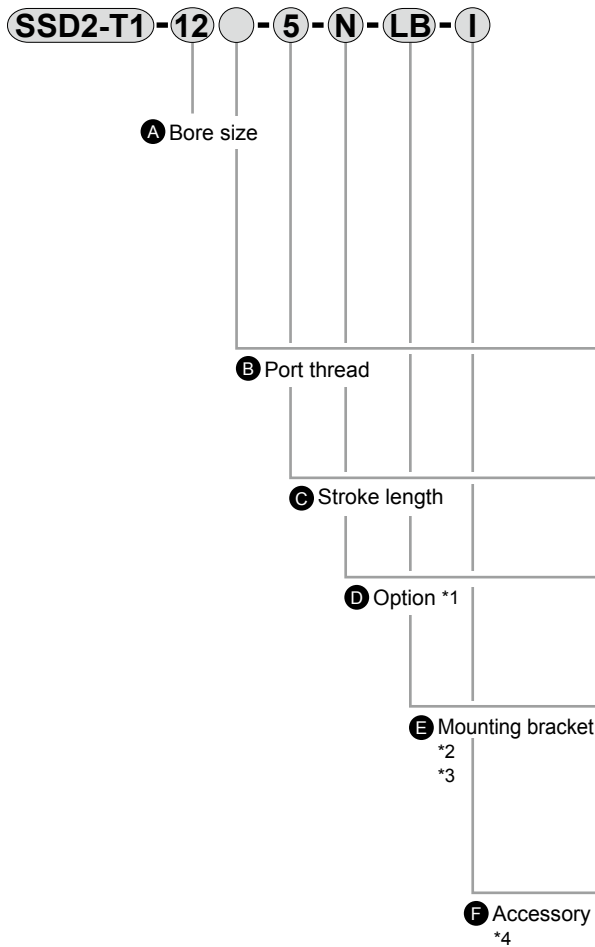 SSD2-T1-12 -5-N-LB-I
A Bore size
B Port thread
C Stroke length
D Option *1
E Mounting bracket
*2
*3
F Accessory
*4